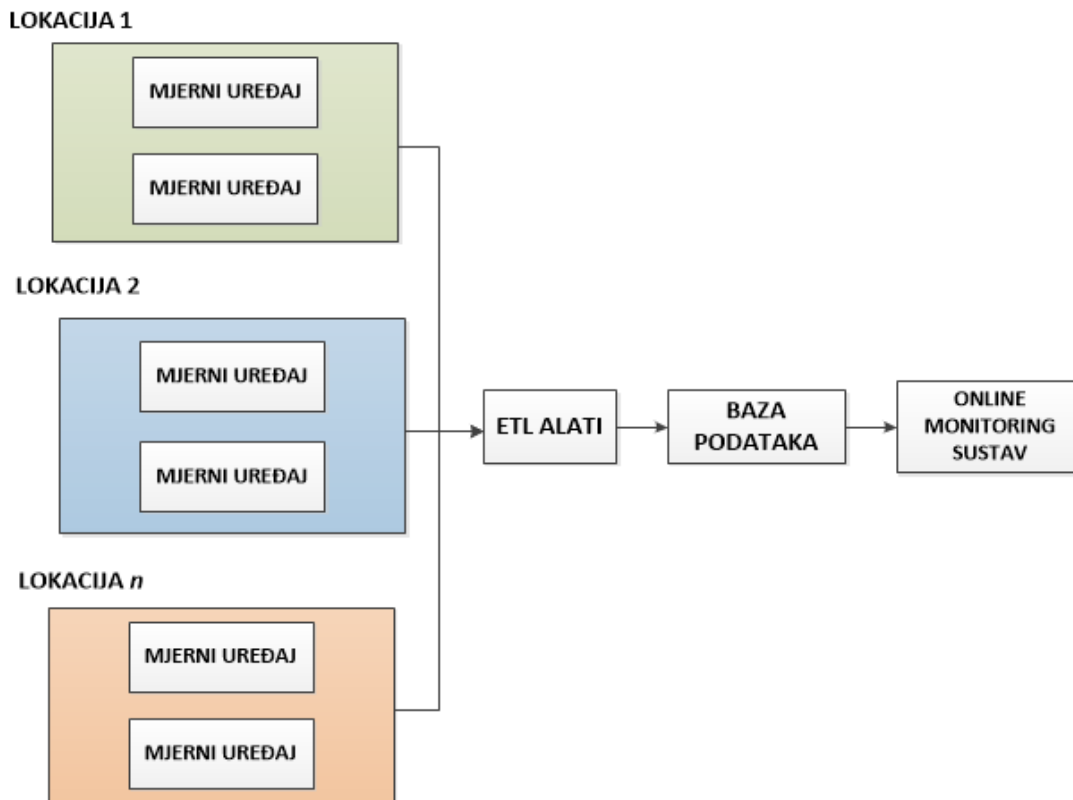 LOKACIJA 1
MJERNI UREĐAJ
MJERNI UREĐAJ
LOKACIJA 2
MJERNI UREĐAJ
MJERNI UREĐAJ
LOKACIJA n
MJERNI UREĐAJ
MJERNI UREĐAJ
ETL ALATI
BAZA
PODATAKA
ONLINE
MONITORING
SUSTAV